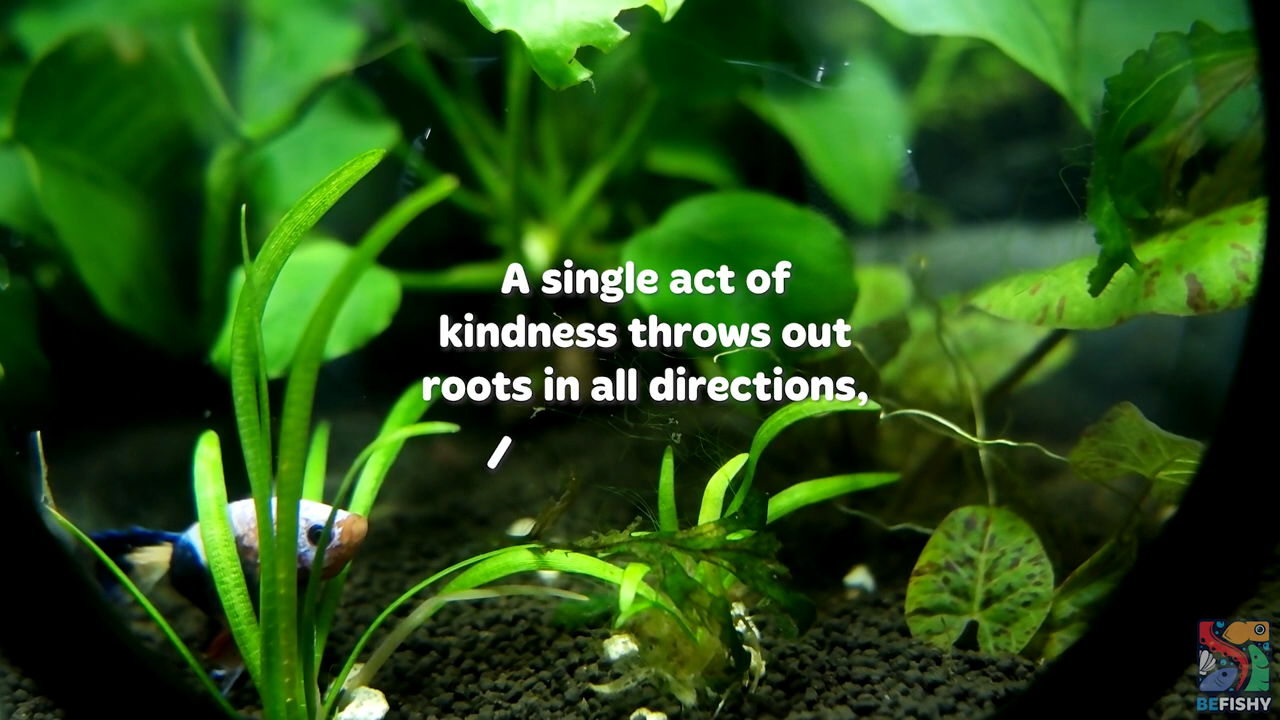 A single act of
kindness throws out
roots in all directions,
BEFISHY